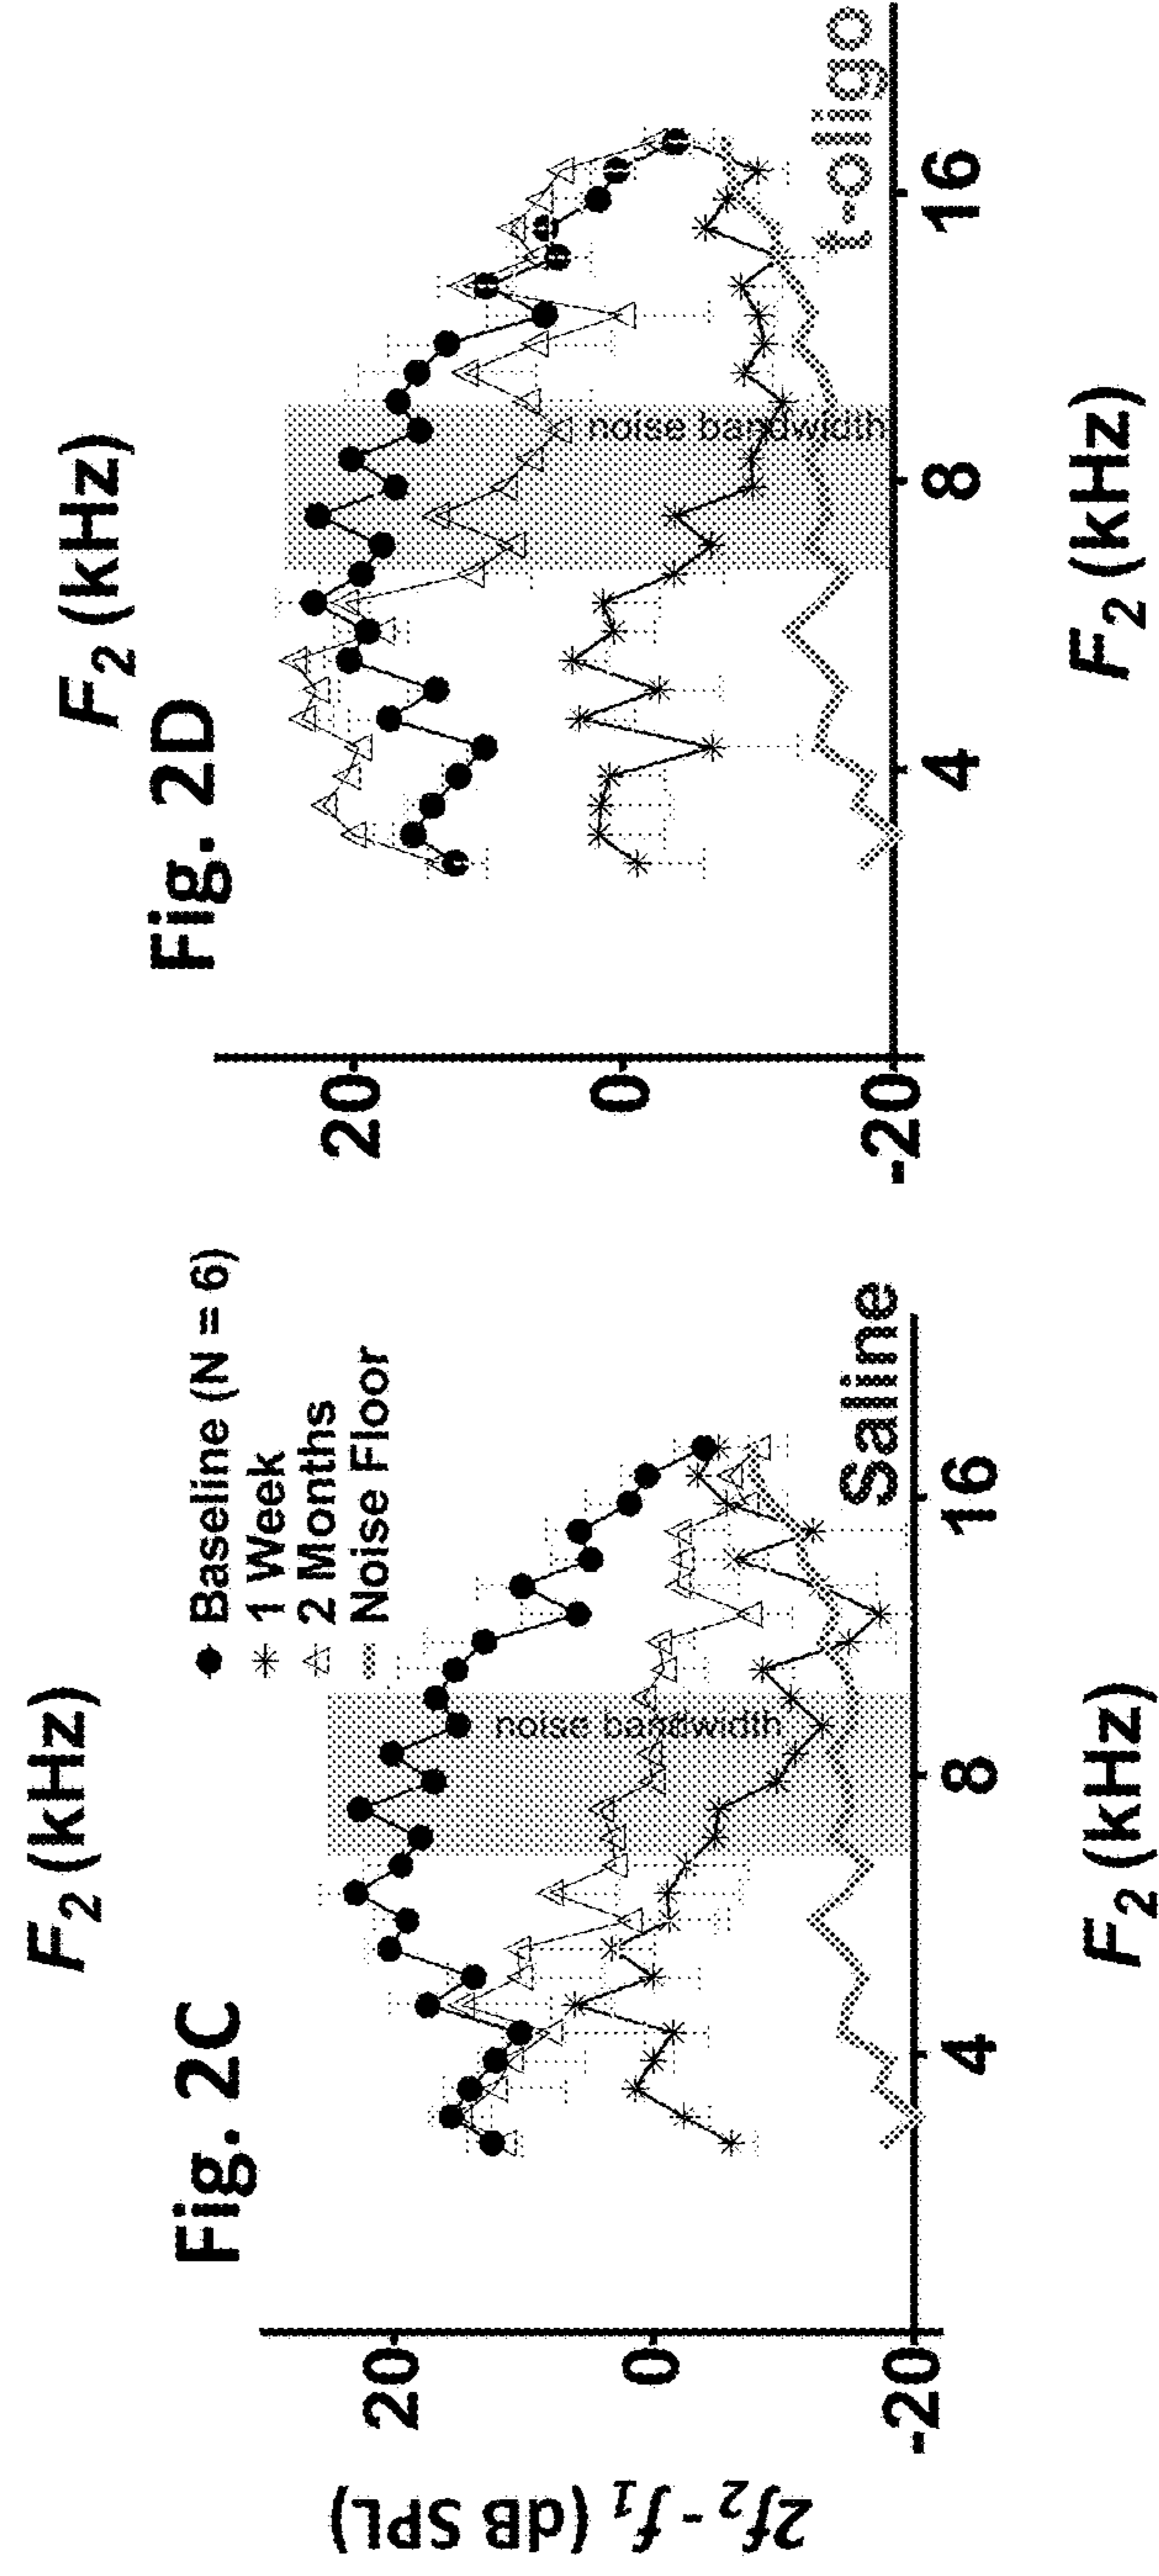 F2 (kHz)
Fig. 2C
Baseline (N = 6)
1 Week
2 Months
Noise Floor
noise bandwidth
Saline
20
0
-20
4
8
16
2f2-f1 (dB SPL)
F2 (kHz)
F2 (kHz)
Fig. 2D
noise bandwidth
t-oligo
20
0
-20
4
8
16
F2 (kHz)